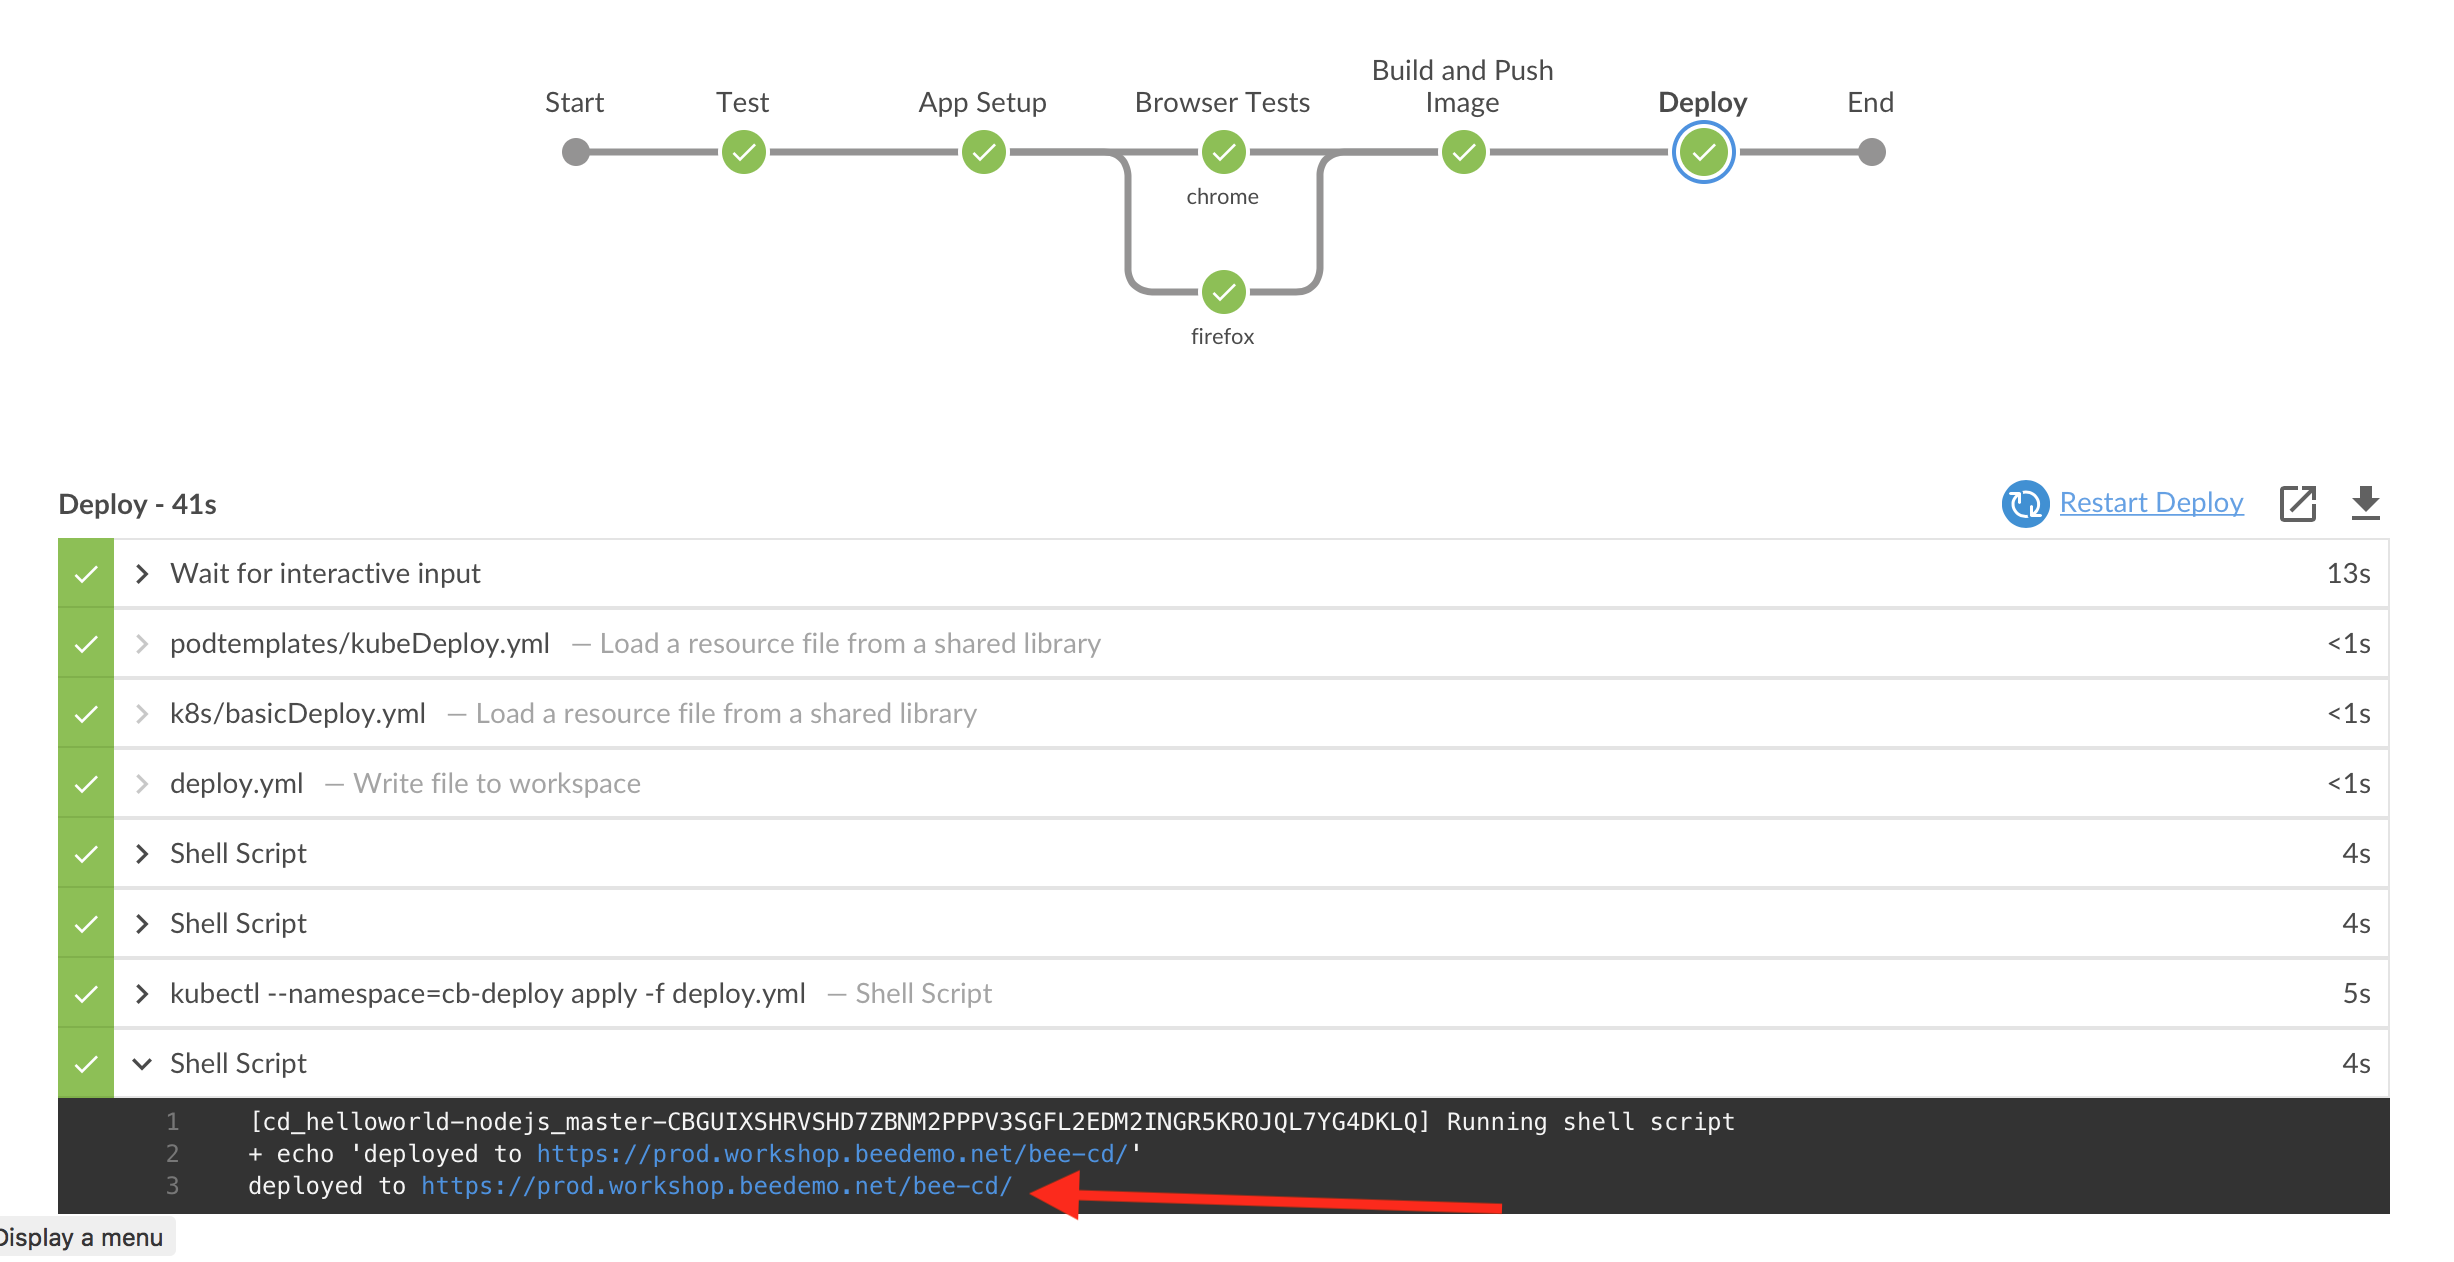 Start
Test
App Setup
Browser Tests
Build and Push
Image
Deploy
End
chrome
firefox
Deploy - 41s
Restart Deploy
Wait for interactive input 13s
podtemplates/kubeDeploy.yml — Load a resource file from a shared library <1s
k8s/basicDeploy.yml — Load a resource file from a shared library <1s
deploy.yml — Write file to workspace <1s
Shell Script 4s
Shell Script 4s
kubectl --namespace=cb-deploy apply -f deploy.yml — Shell Script 5s
Shell Script 4s
1 [cd_helloworld-nodejs_master-CBGUIXSHRVSHD7ZBNM2PPPV3SGFL2EDM2INGR5KROJQL7YG4DKLQ] Running shell script
2 + echo 'deployed to https://prod.workshop.beedemo.net/bee-cd/'
3 deployed to https://prod.workshop.beedemo.net/bee-cd/
Display a menu